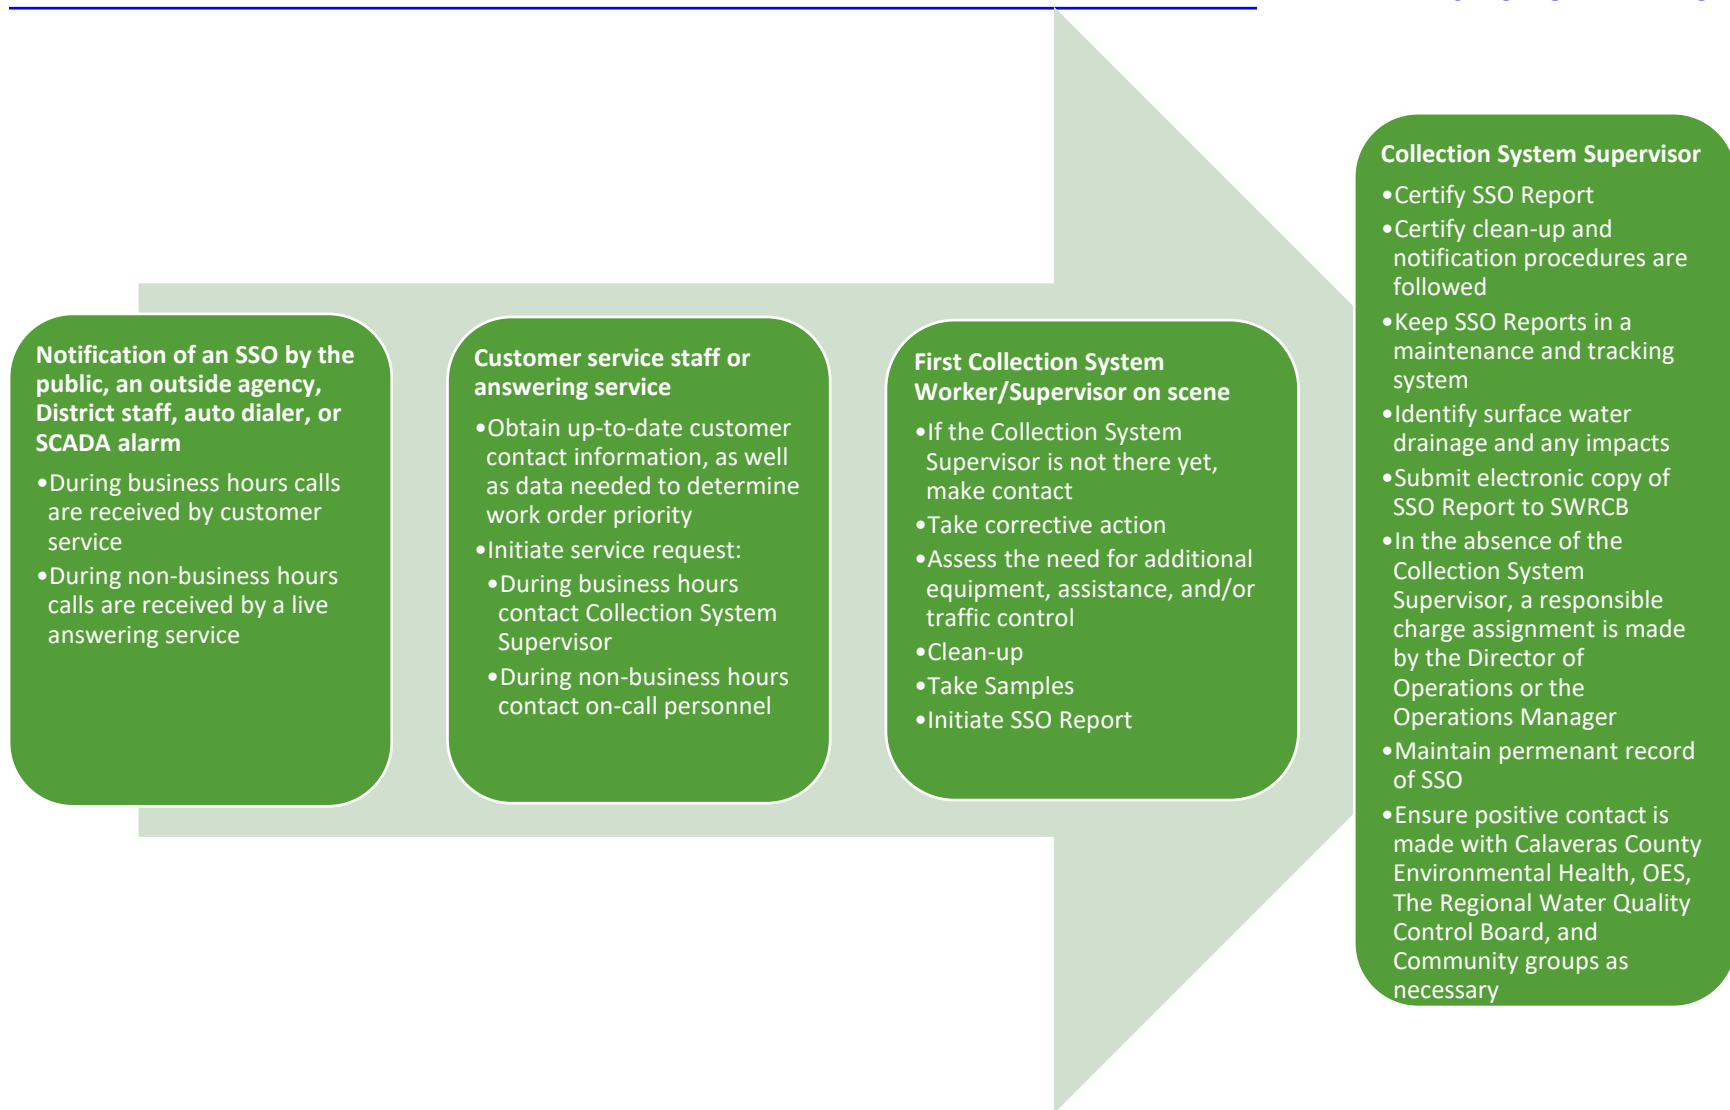 Notification of an SSO by the
public, an outside agency,
District staff, auto dialer, or
SCADA alarm
•During business hours calls
are received by customer
service
•During non-business hours
calls are received by a live
answering service
Customer service staff or
answering service
•Obtain up-to-date customer
contact information, as well
as data needed to determine
work order priority
•Initiate service request:
•During business hours
contact Collection System
Supervisor
•During non-business hours
contact on-call personnel
First Collection System
Worker/Supervisor on scene
•If the Collection System
Supervisor is not there yet,
make contact
•Take corrective action
•Assess the need for additional
equipment, assistance, and/or
traffic control
•Clean-up
•Take Samples
•Initiate SSO Report
Collection System Supervisor
•Certify SSO Report
•Certify clean-up and
notification procedures are
followed
•Keep SSO Reports in a
maintenance and tracking
system
•Identify surface water
drainage and any impacts
•Submit electronic copy of
SSO Report to SWRCB
•In the absence of the
Collection System
Supervisor, a responsible
charge assignment is made
by the Director of
Operations or the
Operations Manager
•Maintain permenant record
of SSO
•Ensure positive contact is
made with Calaveras County
Environmental Health, OES,
The Regional Water Quality
Control Board, and
Community groups as
necessary